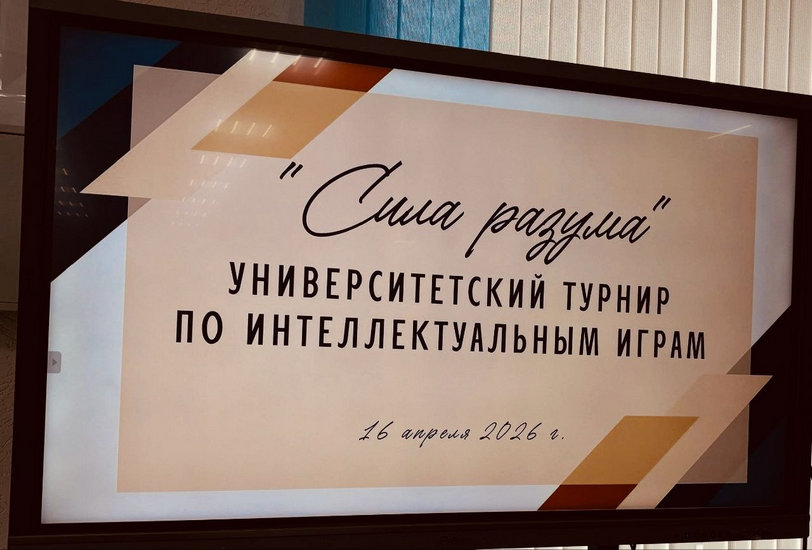 "Сила разума"
УНИВЕРСИТЕТСКИЙ ТУРНИР
ПО ИНТЕЛЛЕКТУАЛЬНЫМ ИГРАМ
16 апреля 2026 г.